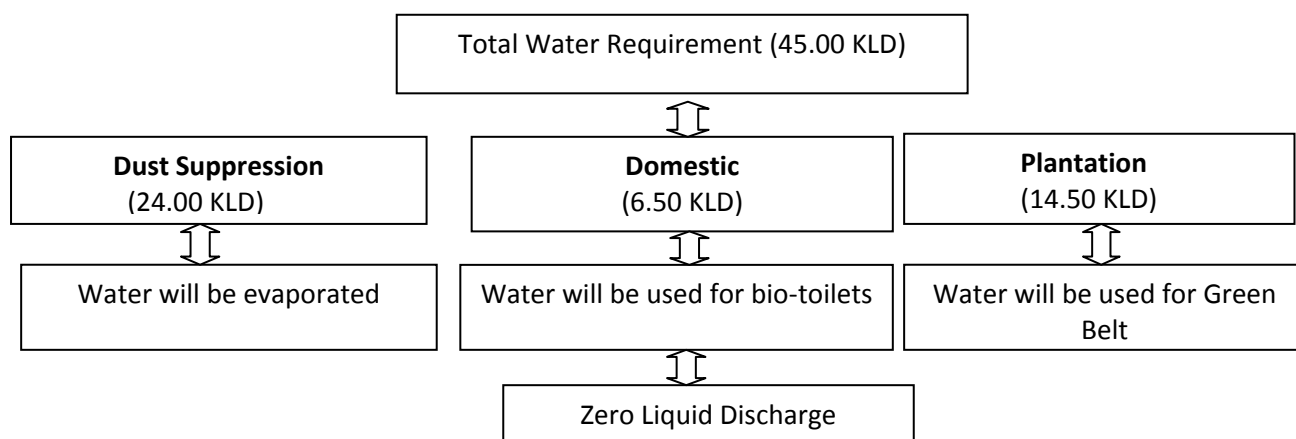 Total Water Requirement (45.00 KLD)
Dust Suppression
(24.00 KLD)
Domestic
(6.50 KLD)
Plantation
(14.50 KLD)
Water will be evaporated
Water will be used for bio-toilets
Water will be used for Green
Belt
Zero Liquid Discharge